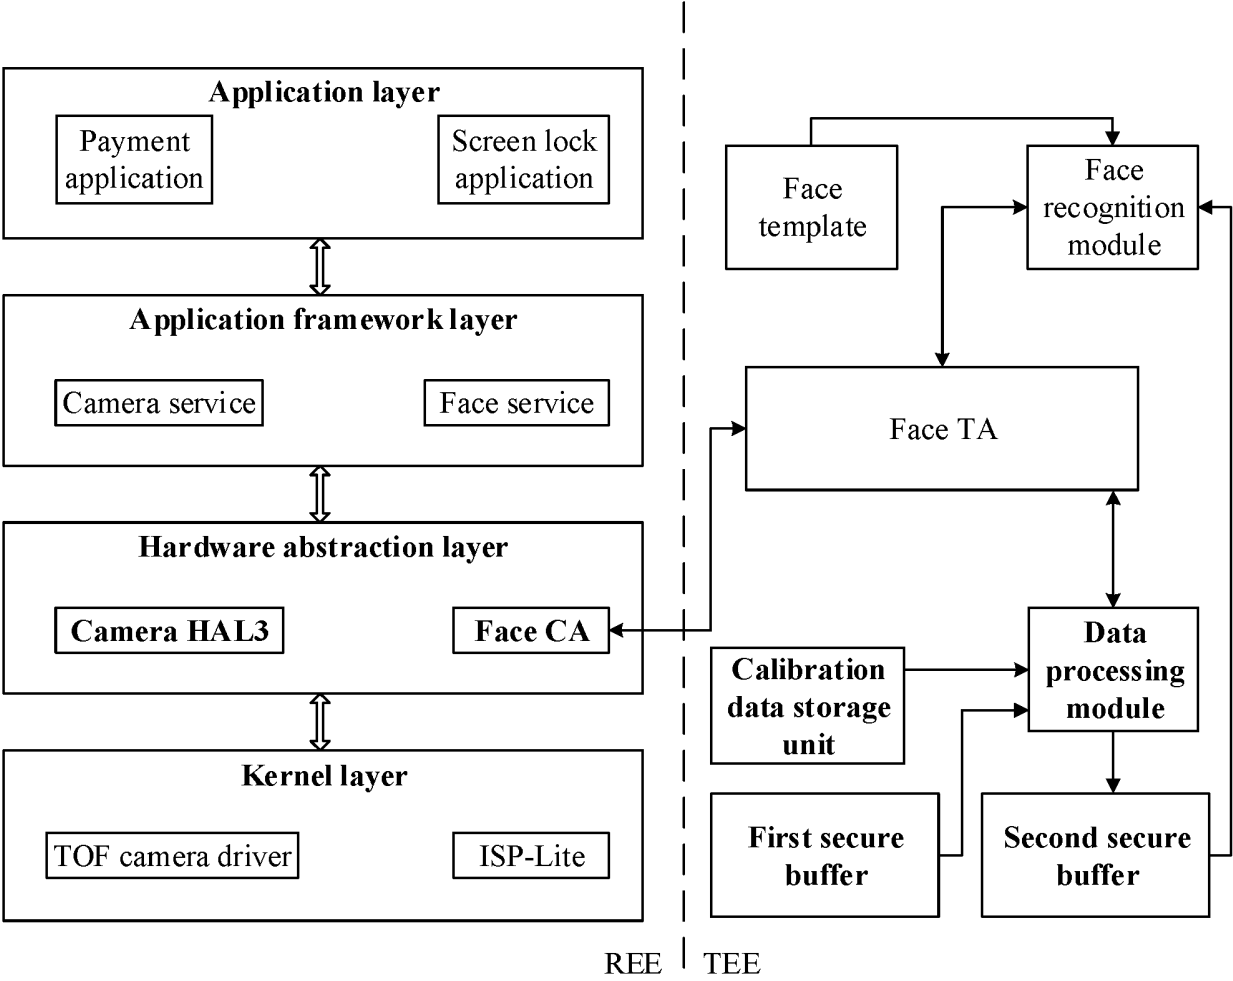 Application layer
Payment
application
Screen lock
application
Application framework layer
Camera service
Face service
Hardware abstraction layer
Camera HAL3
Face CA
Kernel layer
TOF camera driver
ISP-Lite
REE
TEE
Face
template
Face
recognition
module
Face TA
Calibration
data storage
unit
Data
processing
module
First secure
buffer
Second secure
buffer